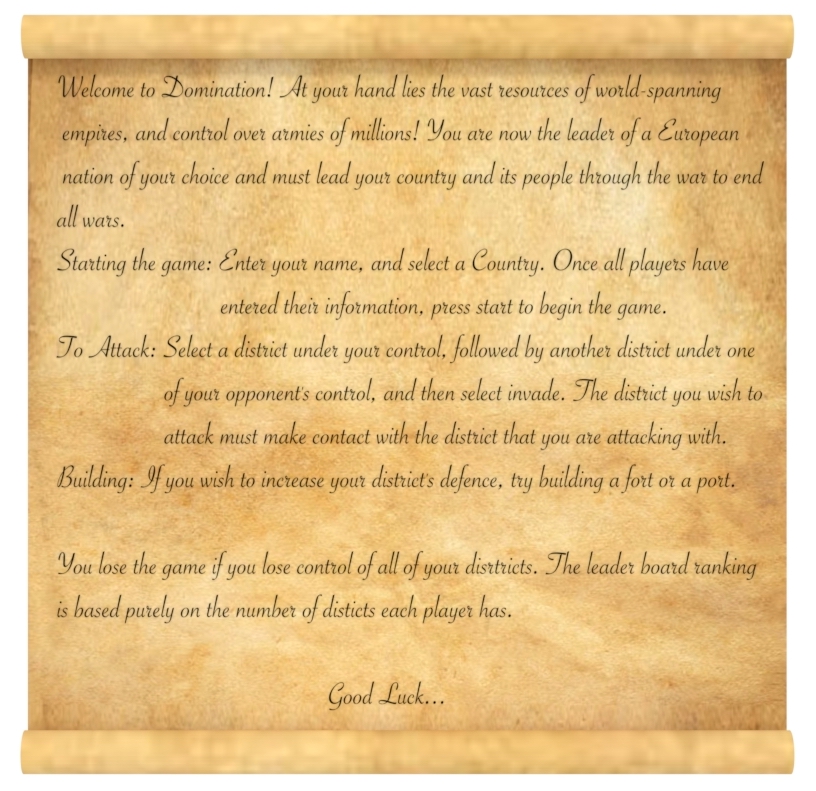 Welcome to Domination! At your hand lies the vast resources of world-spanning
empires, and control over armies of millions! You are now the leader of a European
nation of your choice and must lead your country and its people through the war to end
all wars.
Starting the game: Enter your name, and select a Country. Once all players have
entered their information, press start to begin the game.
To Attack: Select a district under your control, followed by another district under one
of your opponent's control, and then select invade. The district you wish to
attack must make contact with the district that you are attacking with.
Building: If you wish to increase your district's defence, try building a fort or a port.
You lose the game if you lose control of all of your disrtricts. The leader board ranking
is based purely on the number of disticts each player has.
Good Luck...